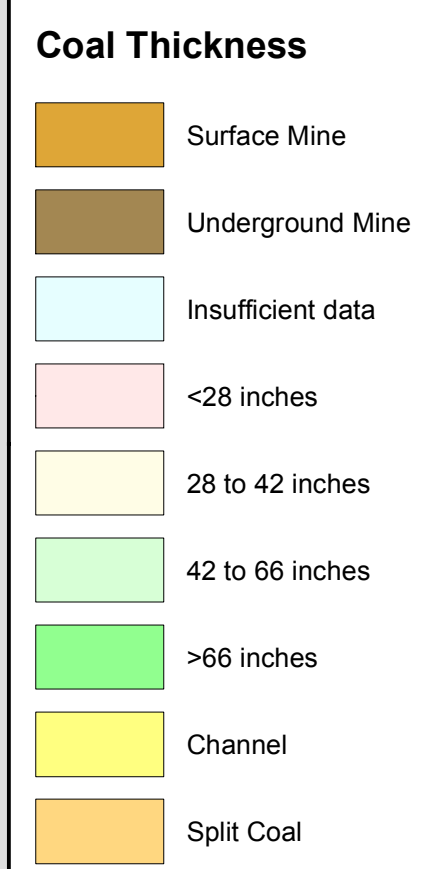 Coal Thickness
Surface Mine
Underground Mine
Insufficient data
<28 inches
28 to 42 inches
42 to 66 inches
>66 inches
Channel
Split Coal